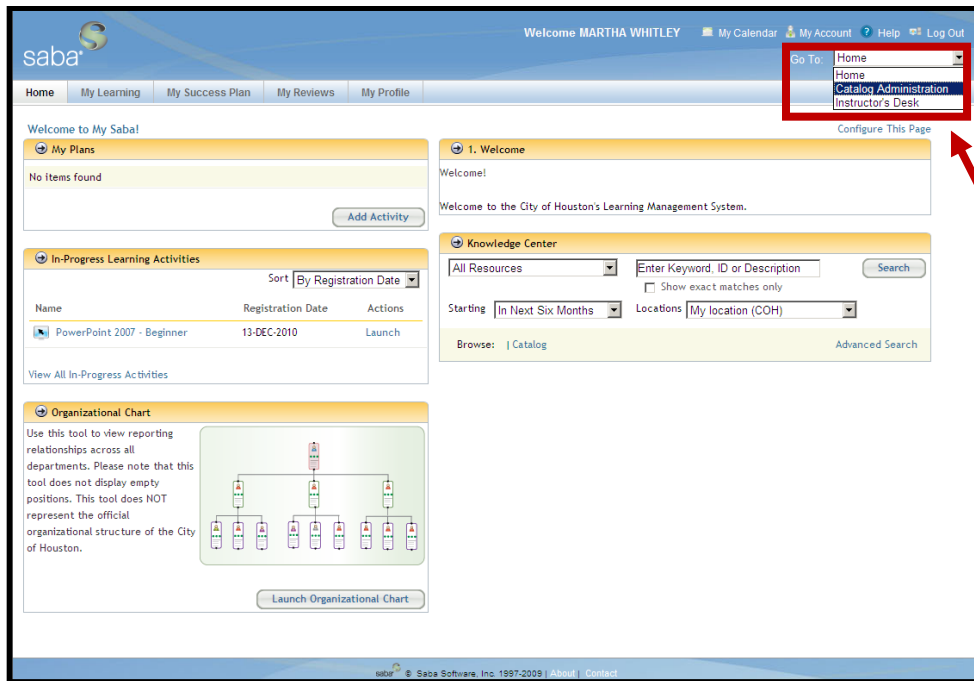 Welcome MARTHA WHITLEY My Calendar My Account ? Help Log Out
saba
Go To: Home
Home
Catalog Administration
Instructor's Desk
Home My Learning My Success Plan My Reviews My Profile
Welcome to My Saba! Configure This Page
My Plans
No items found
Add Activity
1. Welcome
Welcome!
Welcome to the City of Houston's Learning Management System.
In-Progress Learning Activities
Sort By Registration Date
Name Registration Date Actions
PowerPoint 2007 - Beginner 13-DEC-2010 Launch
View All In-Progress Activities
Knowledge Center
All Resources Enter Keyword, ID or Description Search
Show exact matches only
Starting In Next Six Months Locations My location (COH)
Browse: | Catalog Advanced Search
Organizational Chart
Use this tool to view reporting
relationships across all
departments. Please note that this
tool does not display empty
positions. This tool does NOT
represent the official
organizational structure of the City
of Houston.
Launch Organizational Chart
saba © Saba Software, Inc. 1997-2009 | About | Contact